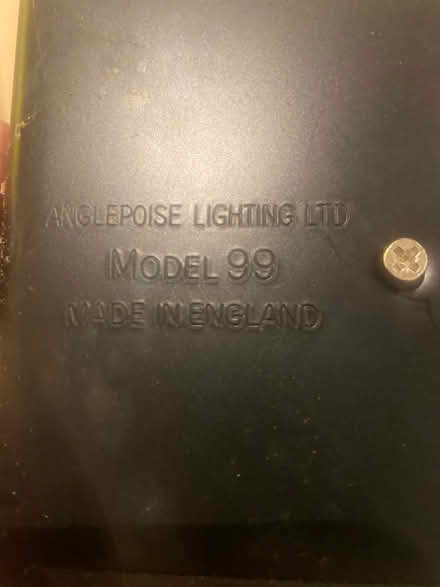 ANGLEPOISE LIGHTING LTD
MODEL 99
MADE IN ENGLAND